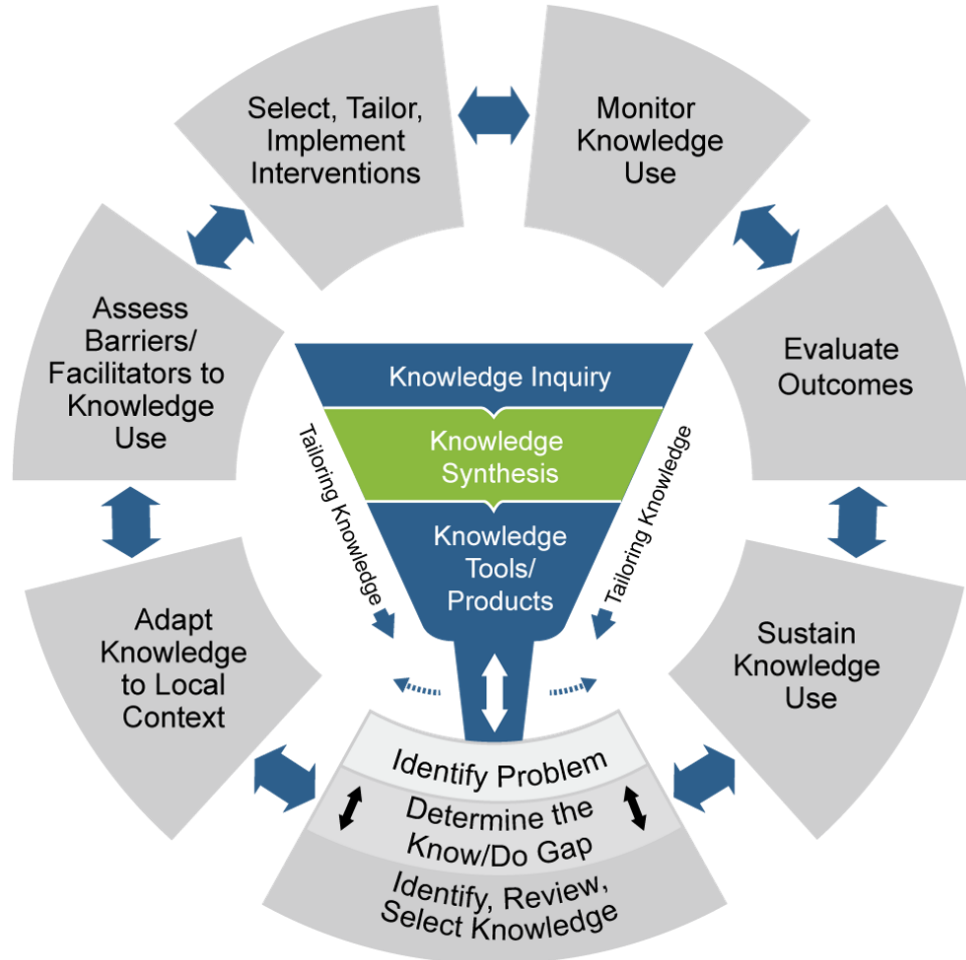 Select, Tailor,
Implement
Interventions
Monitor
Knowledge
Use
Assess
Barriers/
Facilitators to
Knowledge
Use
Evaluate
Outcomes
Knowledge Inquiry
Knowledge
Synthesis
Knowledge
Tools/
Products
Tailoring Knowledge
Tailoring Knowledge
Adapt
Knowledge
to Local
Context
Sustain
Knowledge
Use
Identify Problem
Determine the
Know/Do Gap
Identify, Review,
Select Knowledge